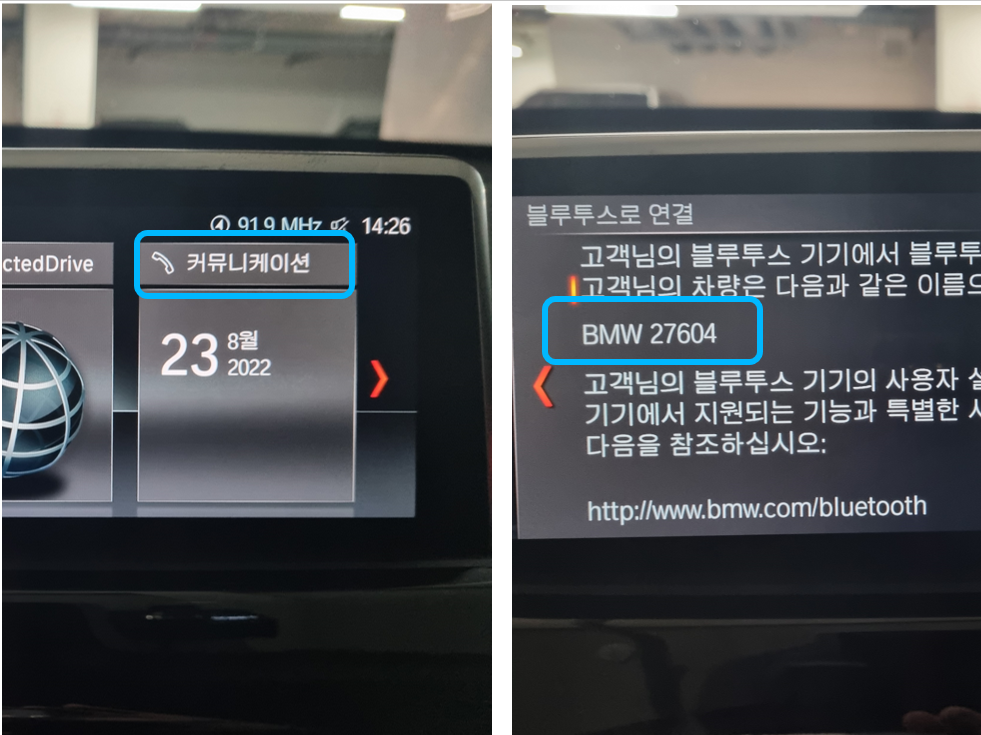 91.9 MHz 14:26
ctedDrive
커뮤니케이션
23 8월
2022
블루투스로 연결
고객님의 블루투스 기기에서 블루투
고객님의 차량은 다음과 같은 이름으
BMW 27604
고객님의 블루투스 기기의 사용자 설
기기에서 지원되는 기능과 특별한 사
다음을 참조하십시오:
http://www.bmw.com/bluetooth